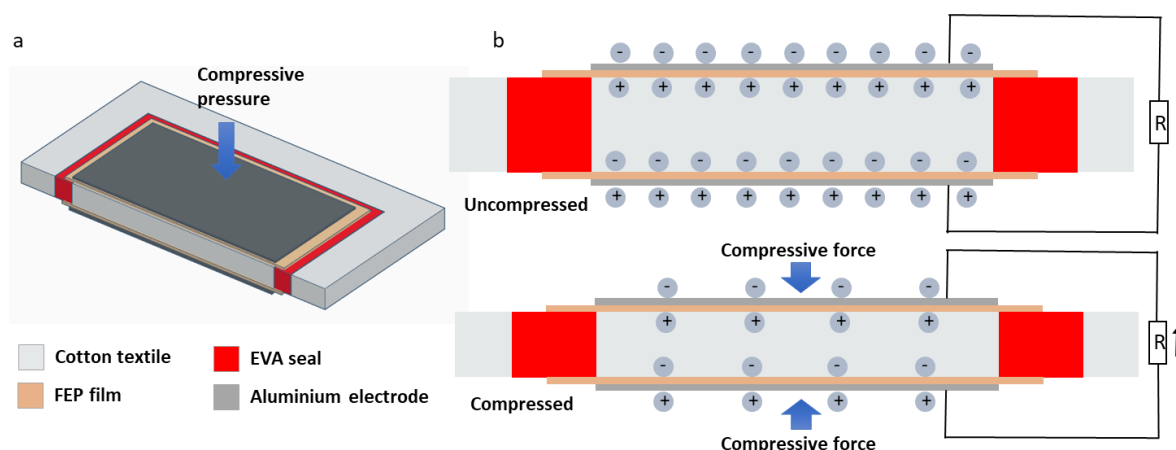 a
Compressive
pressure
Cotton textile
EVA seal
FEP film
Aluminium electrode
b
- - - - - - - - -
+ + + + + + + + +
R
- - - - - - - - -
+ + + + + + + + +
Uncompressed
Compressive force
- - - -
+ + + +
R
- - - -
+ + + +
Compressed
Compressive force